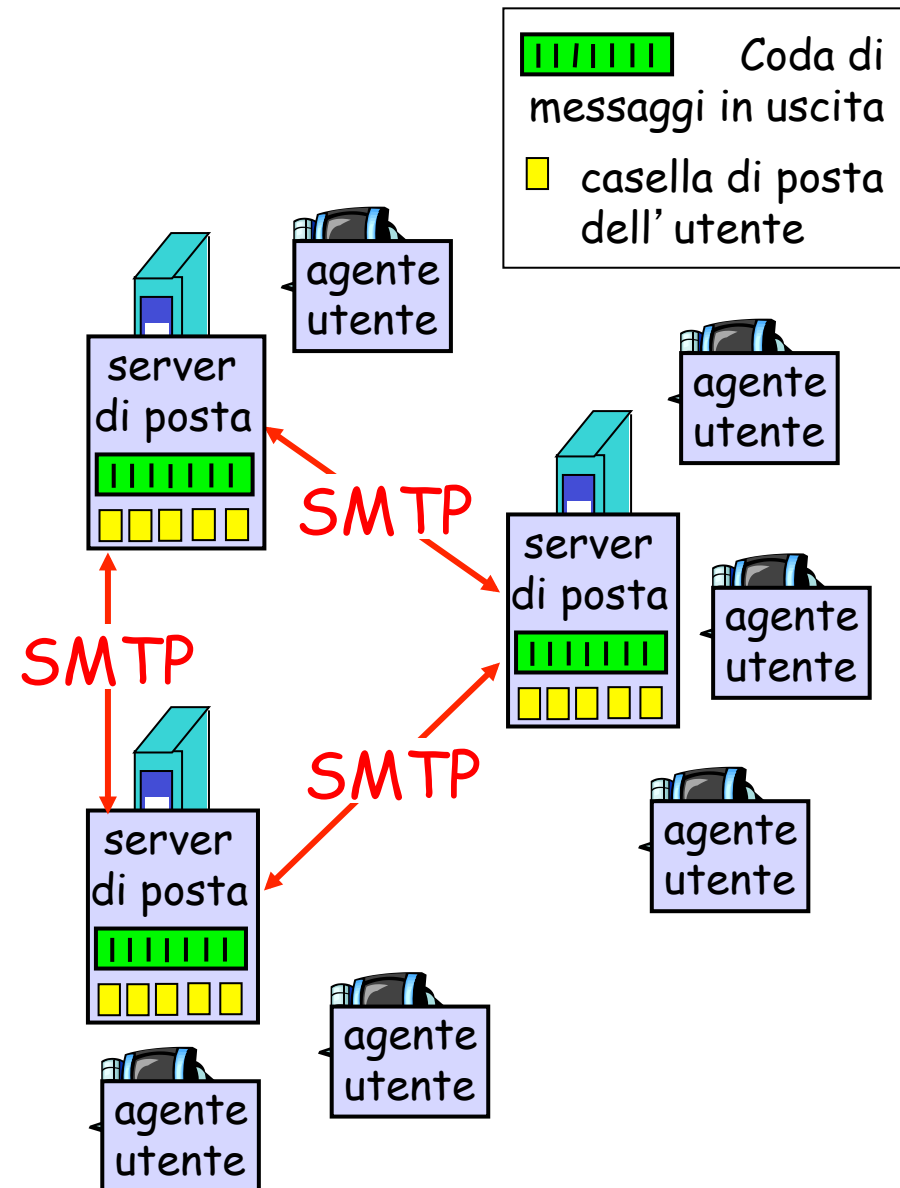 Coda di
messaggi in uscita
casella di posta
dell’ utente
agente
utente
server
di posta
agente
utente
SMTP
server
di posta
agente
utente
SMTP
SMTP
agente
utente
server
di posta
agente
utente
agente
utente